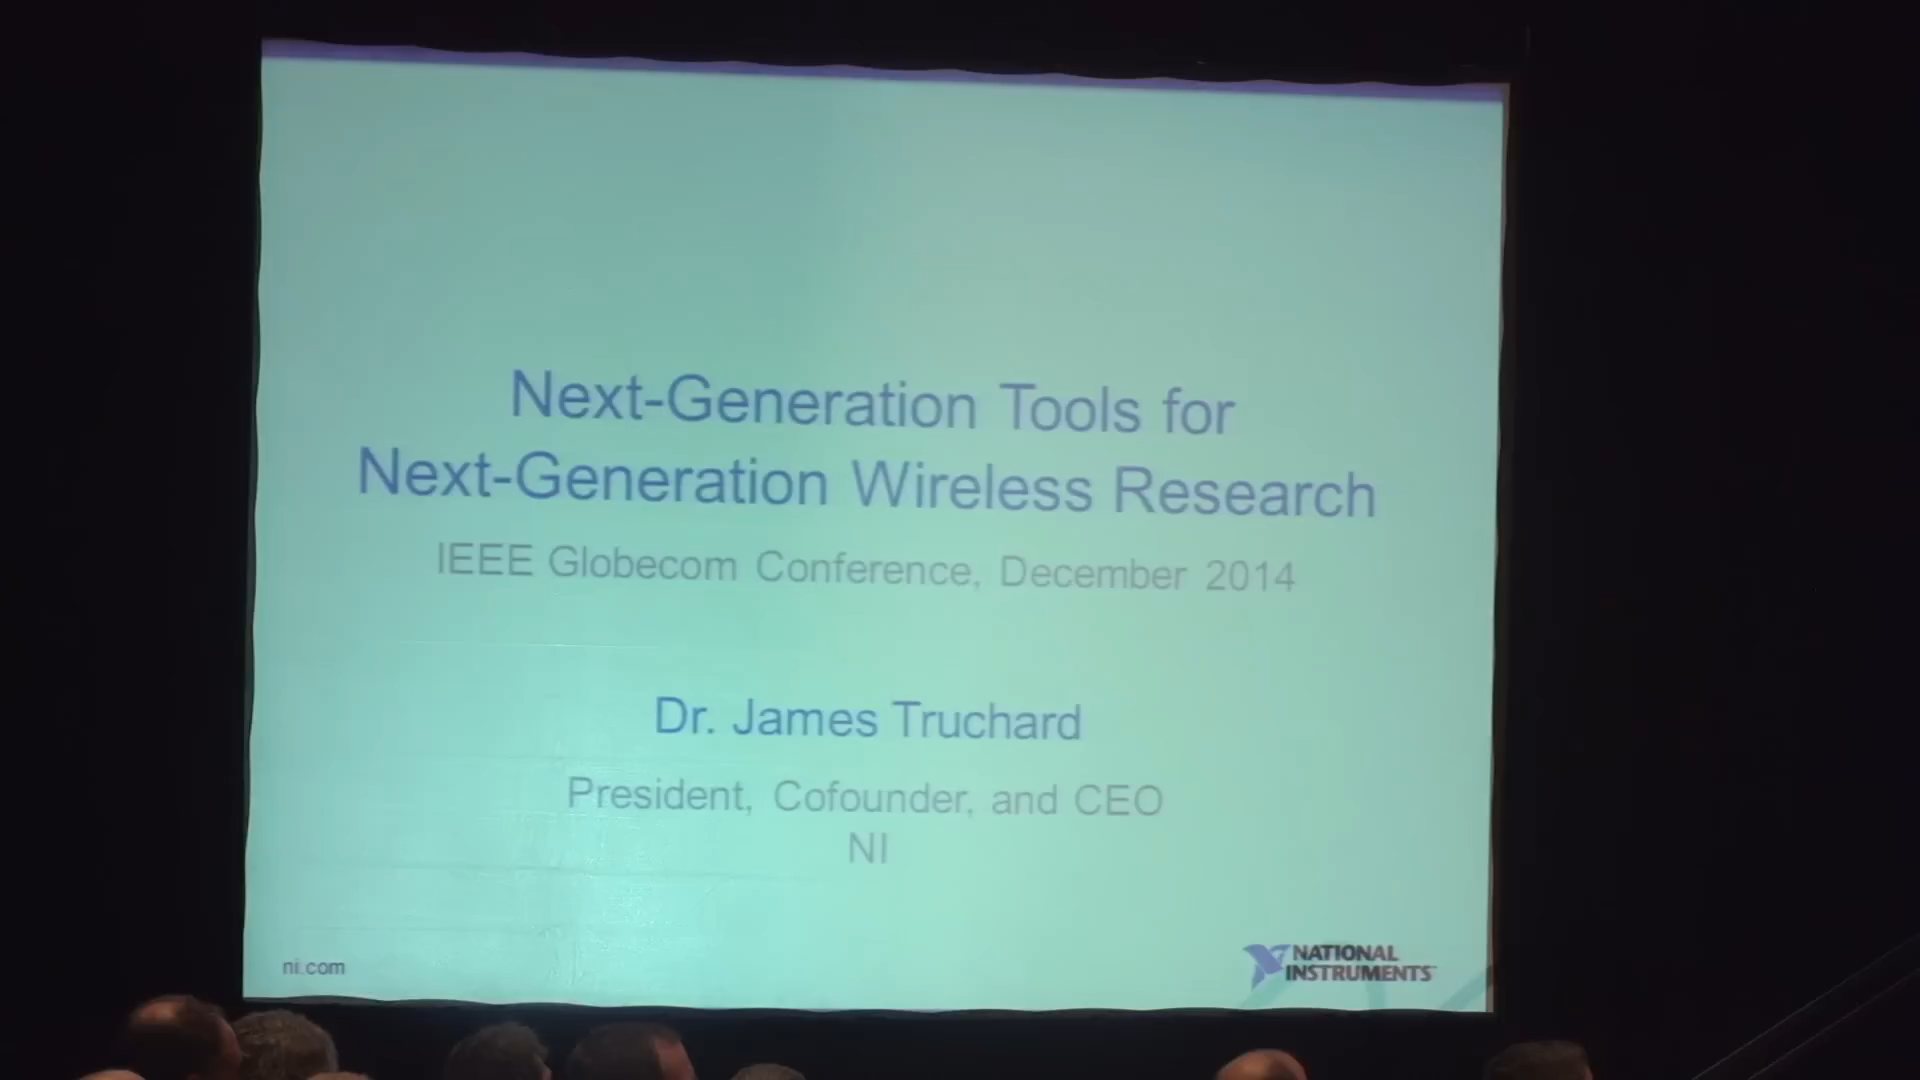 Next-Generation Tools for
Next-Generation Wireless Research
IEEE Globecom Conference, December 2014
Dr. James Truchard
President, Cofounder, and CEO
NI
ni.com
NATIONAL
INSTRUMENTS™